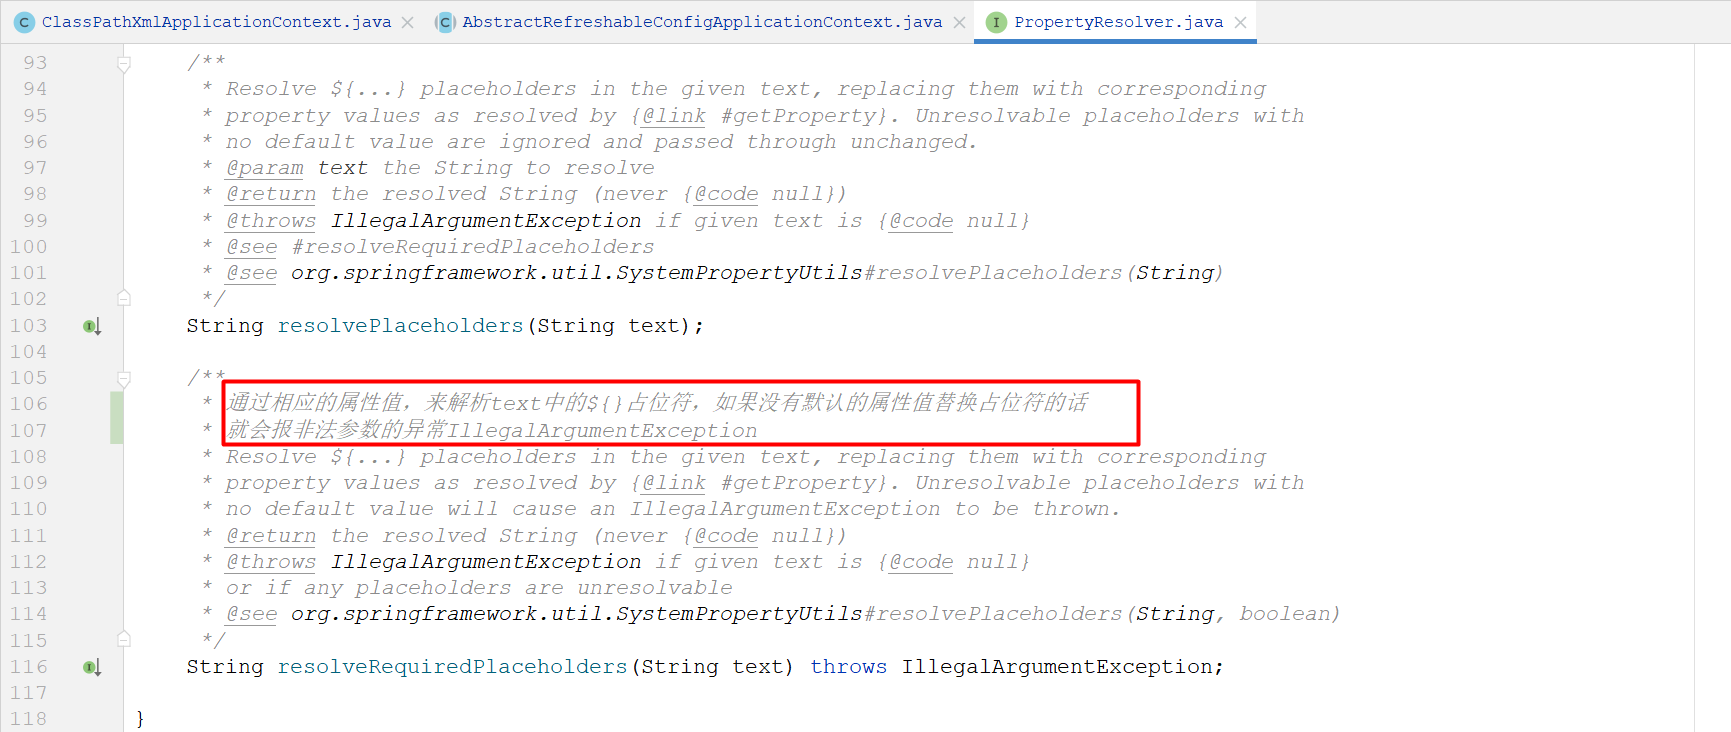 ClassPathXmlApplicationContext.java AbstractRefreshableConfigApplicationContext.java PropertyResolver.java
93 /**
94 * Resolve ${...} placeholders in the given text, replacing them with corresponding
95 * property values as resolved by {@link #getProperty}. Unresolvable placeholders with
96 * no default value are ignored and passed through unchanged.
97 * @param text the String to resolve
98 * @return the resolved String (never {@code null})
99 * @throws IllegalArgumentException if given text is {@code null}
100 * @see #resolveRequiredPlaceholders
101 * @see org.springframework.util.SystemPropertyUtils#resolvePlaceholders(String)
102 */
103 String resolvePlaceholders(String text);
104
105 /**
106 * 通过相应的属性值，来解析text中的${}占位符，如果没有默认的属性值替换占位符的话
107 * 就会报非法参数的异常IllegalArgumentException
108 * Resolve ${...} placeholders in the given text, replacing them with corresponding
109 * property values as resolved by {@link #getProperty}. Unresolvable placeholders with
110 * no default value will cause an IllegalArgumentException to be thrown.
111 * @return the resolved String (never {@code null})
112 * @throws IllegalArgumentException if given text is {@code null}
113 * or if any placeholders are unresolvable
114 * @see org.springframework.util.SystemPropertyUtils#resolvePlaceholders(String, boolean)
115 */
116 String resolveRequiredPlaceholders(String text) throws IllegalArgumentException;
117
118 }